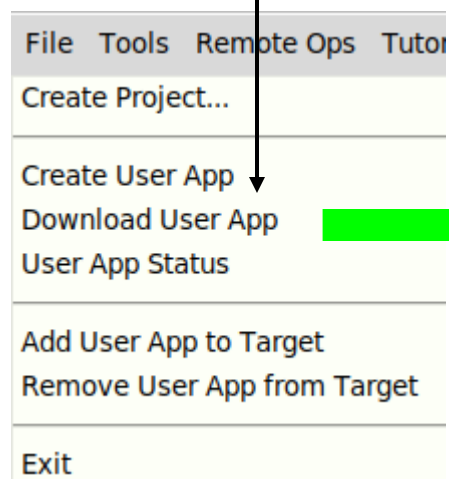 File Tools Remote Ops Tutor
Create Project...
Create User App
Download User App
User App Status
Add User App to Target
Remove User App from Target
Exit